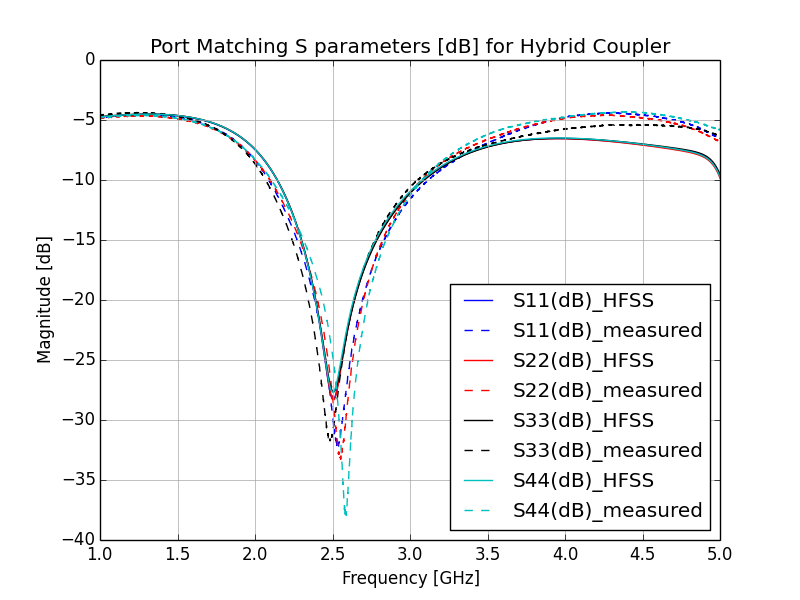 Port Matching S parameters [dB] for Hybrid Coupler
0
−5
−10
−15
−20
−25
−30
−35
−40
Magnitude [dB]
S11(dB)_HFSS
S11(dB)_measured
S22(dB)_HFSS
S22(dB)_measured
S33(dB)_HFSS
S33(dB)_measured
S44(dB)_HFSS
S44(dB)_measured
1.0 1.5 2.0 2.5 3.0 3.5 4.0 4.5 5.0
Frequency [GHz]